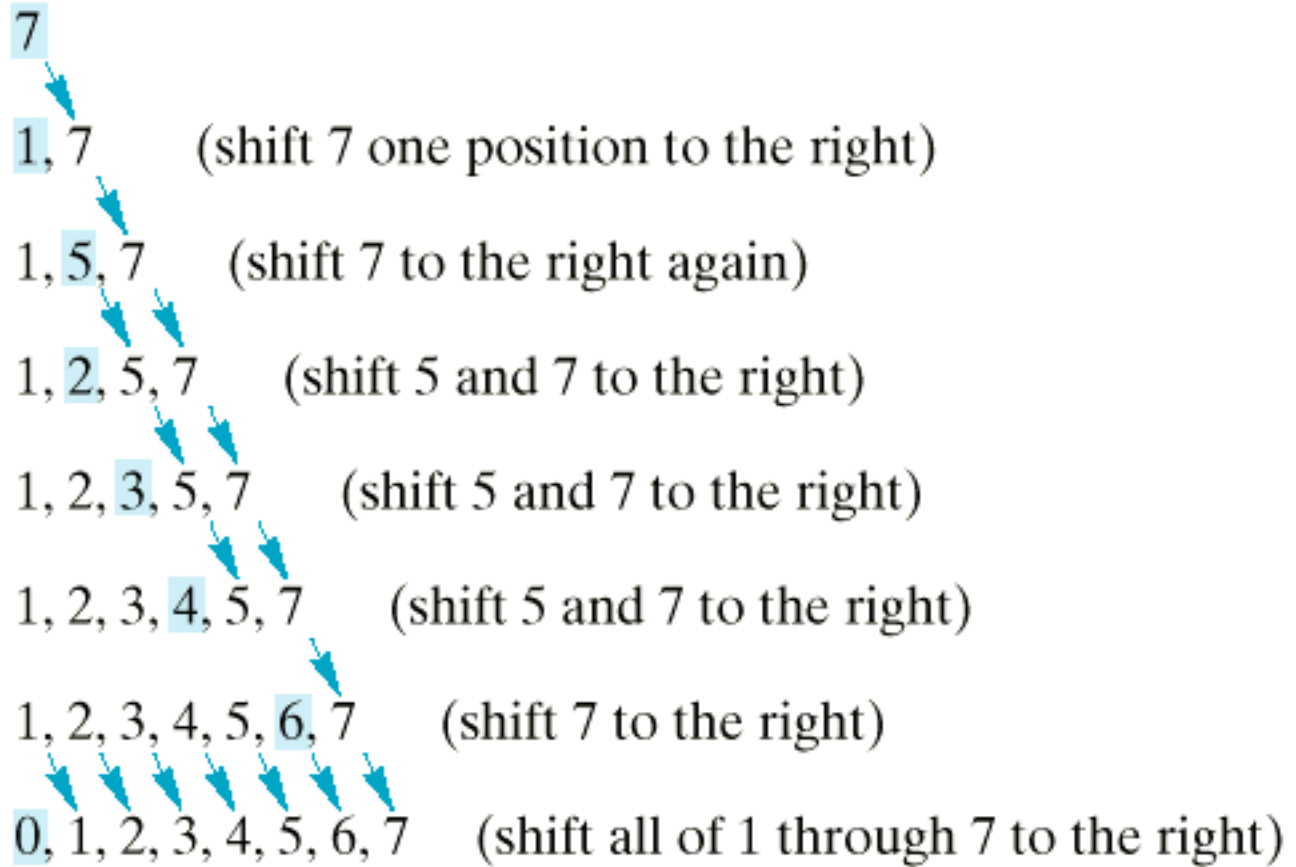 7
1, 7 (shift 7 one position to the right)
1, 5, 7 (shift 7 to the right again)
1, 2, 5, 7 (shift 5 and 7 to the right)
1, 2, 3, 5, 7 (shift 5 and 7 to the right)
1, 2, 3, 4, 5, 7 (shift 5 and 7 to the right)
1, 2, 3, 4, 5, 6, 7 (shift 7 to the right)
0, 1, 2, 3, 4, 5, 6, 7 (shift all of 1 through 7 to the right)